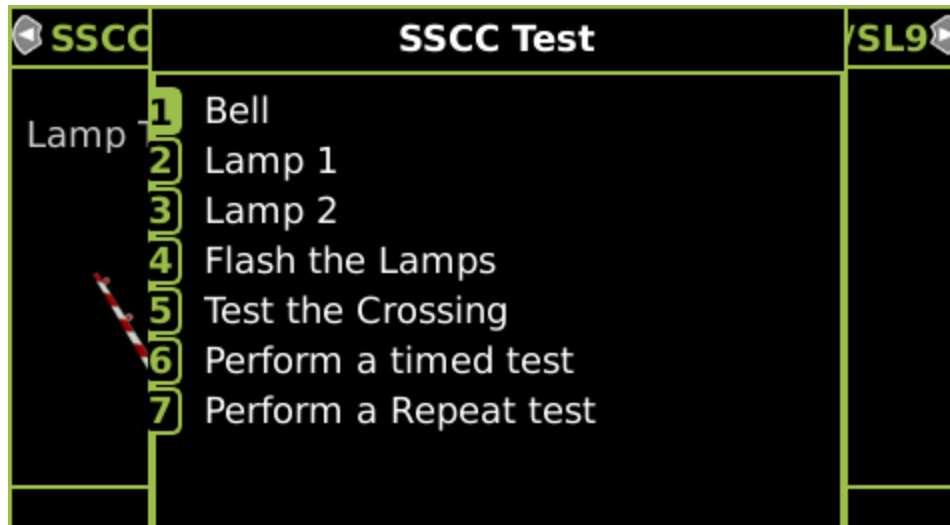 SSCC
SSCC Test
/SL9
Lamp
1 Bell
2 Lamp 1
3 Lamp 2
4 Flash the Lamps
5 Test the Crossing
6 Perform a timed test
7 Perform a Repeat test